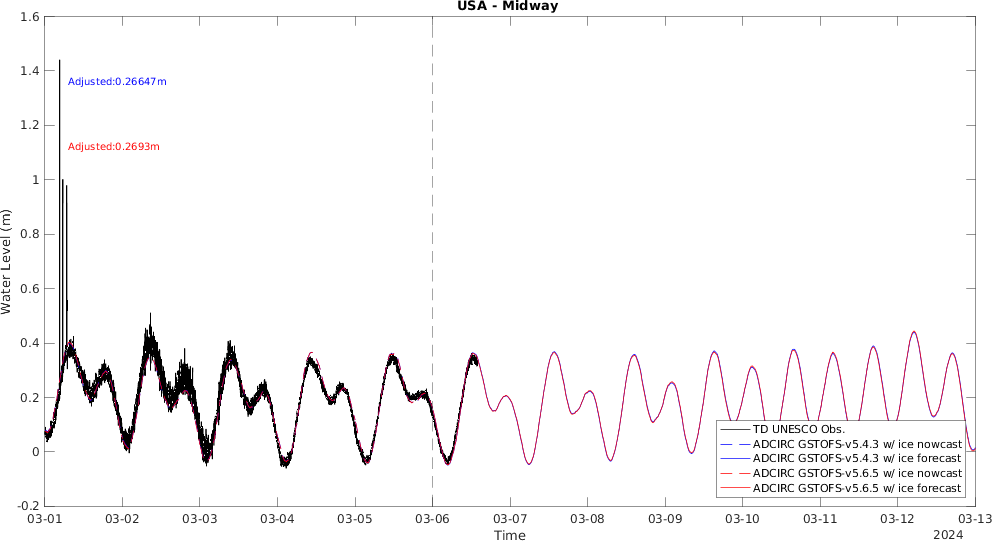 USA - Midway
1.6
1.4
1.2
1
0.8
0.6
0.4
0.2
0
-0.2
Water Level (m)
Adjusted:0.26647m
Adjusted:0.2693m
TD UNESCO Obs.
ADCIRC GSTOFS-v5.4.3 w/ ice nowcast
ADCIRC GSTOFS-v5.4.3 w/ ice forecast
ADCIRC GSTOFS-v5.6.5 w/ ice nowcast
ADCIRC GSTOFS-v5.6.5 w/ ice forecast
03-01 03-02 03-03 03-04 03-05 03-06 03-07 03-08 03-09 03-10 03-11 03-12 03-13
Time
2024